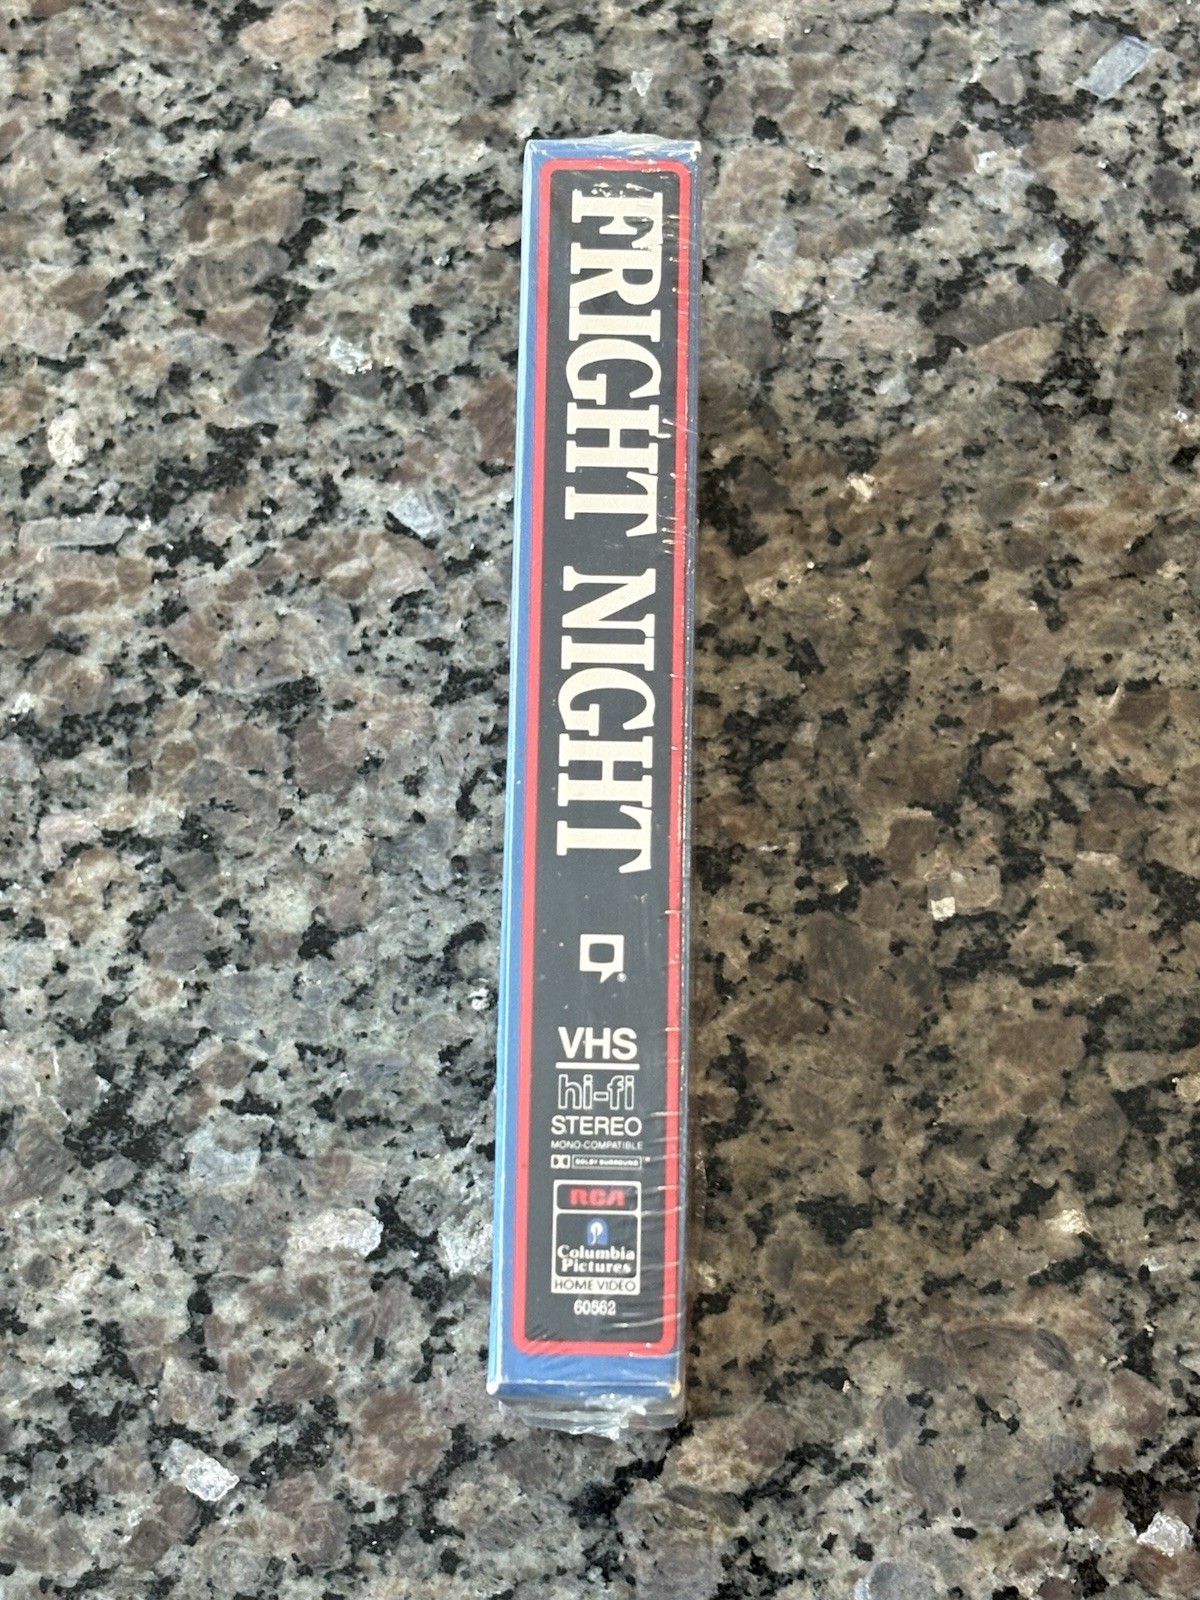 FRIGHT NIGHT
®
VHS
hi-fi
STEREO
MONO-COMPATIBLE
DOLBY SURROUND
RCA
Columbia
Pictures
HOME VIDEO
60562